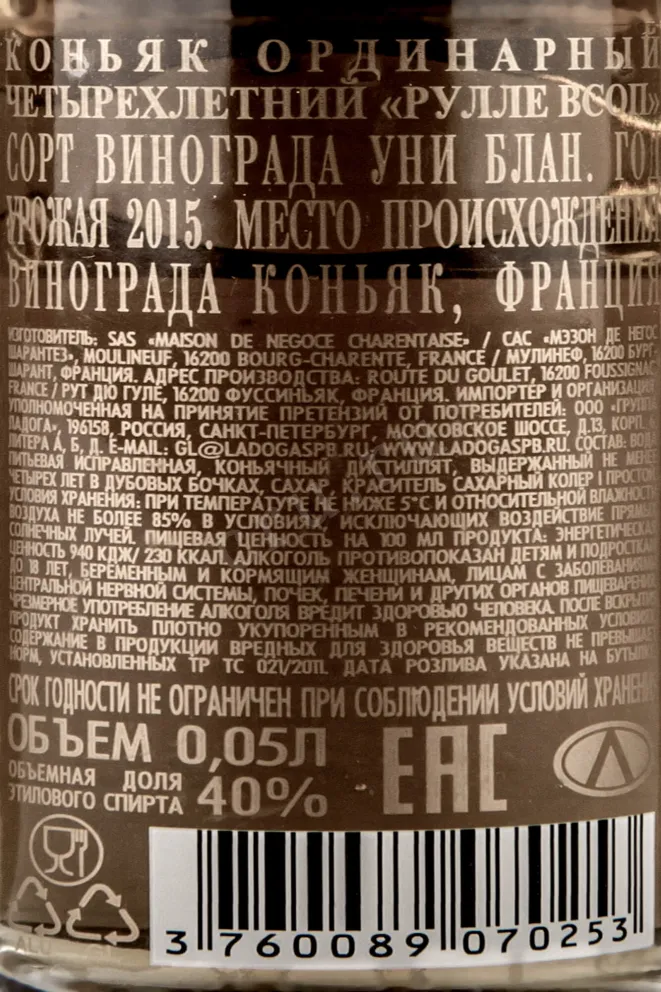 КОНЬЯК ОРДИНАРНЫЙ
ЧЕТЫРЕХЛЕТНИЙ «РУЛЛЕ ВСОП»
СОРТ ВИНОГРАДА УНИ БЛАН. ГОД
УРОЖАЯ 2015. МЕСТО ПРОИСХОЖДЕНИЯ
ВИНОГРАДА КОНЬЯК, ФРАНЦИЯ
ИЗГОТОВИТЕЛЬ: SAS «MAISON DE NEGOCE CHARENTAISE» / САС «МЭЗОН ДЕ НЕГОС
ШАРАНТЕЗ», MOULINEUF, 16200 BOURG-CHARENTE, FRANCE / МУЛИНЕФ, 16200 БУРГ-
ШАРАНТ, ФРАНЦИЯ. АДРЕС ПРОИЗВОДСТВА: ROUTE DU GOULET, 16200 FOUSSIGNAC,
FRANCE / РУТ ДЮ ГУЛЕ, 16200 ФУССИНЬЯК, ФРАНЦИЯ. ИМПОРТЕР И ОРГАНИЗАЦИЯ,
УПОЛНОМОЧЕННАЯ НА ПРИНЯТИЕ ПРЕТЕНЗИЙ ОТ ПОТРЕБИТЕЛЕЙ: ООО «ГРУППА
ЛАДОГА», 196158, РОССИЯ, САНКТ-ПЕТЕРБУРГ, МОСКОВСКОЕ ШОССЕ, Д.13, КОРП. 6,
ЛИТЕРА А, Б, Д. E-MAIL: GL@LADOGASPB.RU, WWW.LADOGASPB.RU. СОСТАВ: ВОДА
ПИТЬЕВАЯ ИСПРАВЛЕННАЯ, КОНЬЯЧНЫЙ ДИСТИЛЛЯТ, ВЫДЕРЖАННЫЙ НЕ МЕНЕЕ
ЧЕТЫРЕХ ЛЕТ В ДУБОВЫХ БОЧКАХ, САХАР, КРАСИТЕЛЬ САХАРНЫЙ КОЛЕР I ПРОСТОЙ.
УСЛОВИЯ ХРАНЕНИЯ: ПРИ ТЕМПЕРАТУРЕ НЕ НИЖЕ 5°С И ОТНОСИТЕЛЬНОЙ ВЛАЖНОСТИ
ВОЗДУХА НЕ БОЛЕЕ 85% В УСЛОВИЯХ, ИСКЛЮЧАЮЩИХ ВОЗДЕЙСТВИЕ ПРЯМЫХ
СОЛНЕЧНЫХ ЛУЧЕЙ. ПИЩЕВАЯ ЦЕННОСТЬ НА 100 МЛ ПРОДУКТА: ЭНЕРГЕТИЧЕСКАЯ
ЦЕННОСТЬ 940 КДЖ/ 230 ККАЛ. АЛКОГОЛЬ ПРОТИВОПОКАЗАН ДЕТЯМ И ПОДРОСТКАМ
ДО 18 ЛЕТ, БЕРЕМЕННЫМ И КОРМЯЩИМ ЖЕНЩИНАМ, ЛИЦАМ С ЗАБОЛЕВАНИЯМИ
ЦЕНТРАЛЬНОЙ НЕРВНОЙ СИСТЕМЫ, ПОЧЕК, ПЕЧЕНИ И ДРУГИХ ОРГАНОВ ПИЩЕВАРЕНИЯ.
ЧРЕЗМЕРНОЕ УПОТРЕБЛЕНИЕ АЛКОГОЛЯ ВРЕДИТ ЗДОРОВЬЮ ЧЕЛОВЕКА. ПОСЛЕ ВСКРЫТИЯ
ПРОДУКТ ХРАНИТЬ ПЛОТНО УКУПОРЕННЫМ В РЕКОМЕНДОВАННЫХ УСЛОВИЯХ.
СОДЕРЖАНИЕ В ПРОДУКЦИИ ВРЕДНЫХ ДЛЯ ЗДОРОВЬЯ ВЕЩЕСТВ НЕ ПРЕВЫШАЕТ
НОРМ, УСТАНОВЛЕННЫХ ТР ТС 021/2011. ДАТА РОЗЛИВА УКАЗАНА НА БУТЫЛКЕ.
СРОК ГОДНОСТИ НЕ ОГРАНИЧЕН ПРИ СОБЛЮДЕНИИ УСЛОВИЙ ХРАНЕНИЯ
ОБЪЕМ 0,05Л
ОБЪЕМНАЯ ДОЛЯ
ЭТИЛОВОГО СПИРТА 40%
EAC
ALU
3 760089 070253